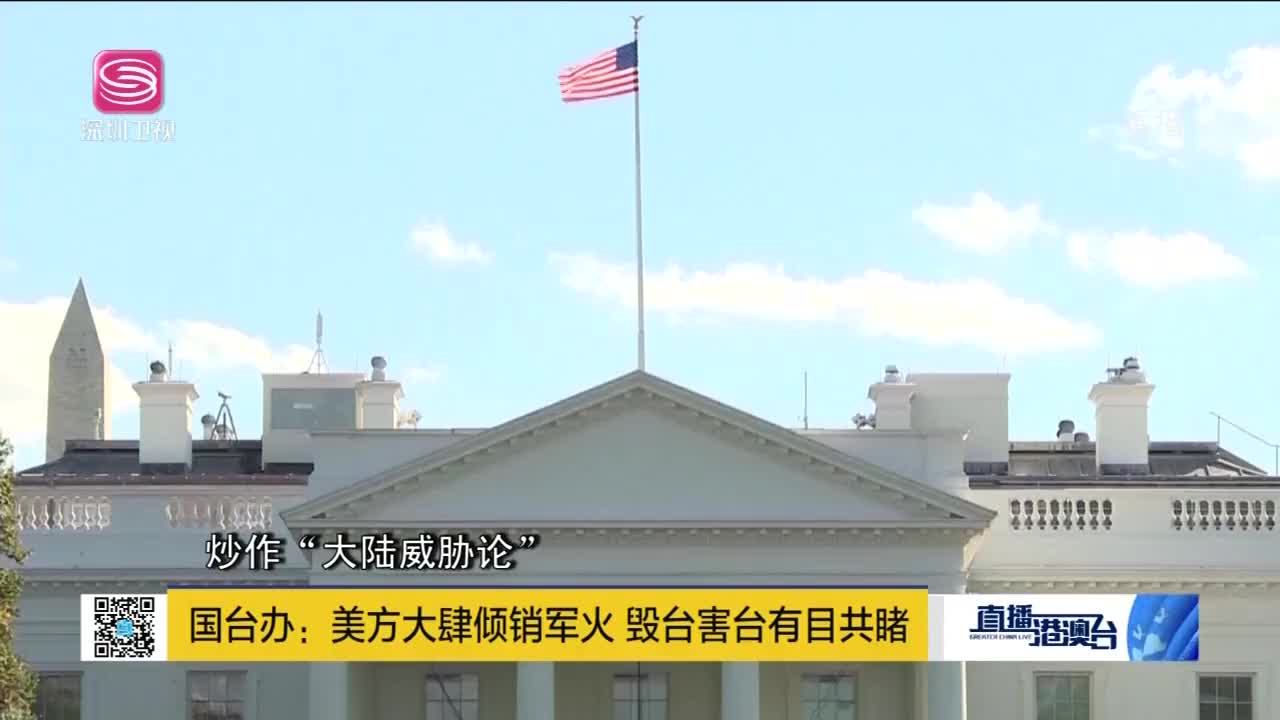 深圳卫视
直播
炒作“大陆威胁论”
国台办：美方大肆倾销军火 毁台害台有目共睹
直播港澳台
GREATER CHINA LIVE